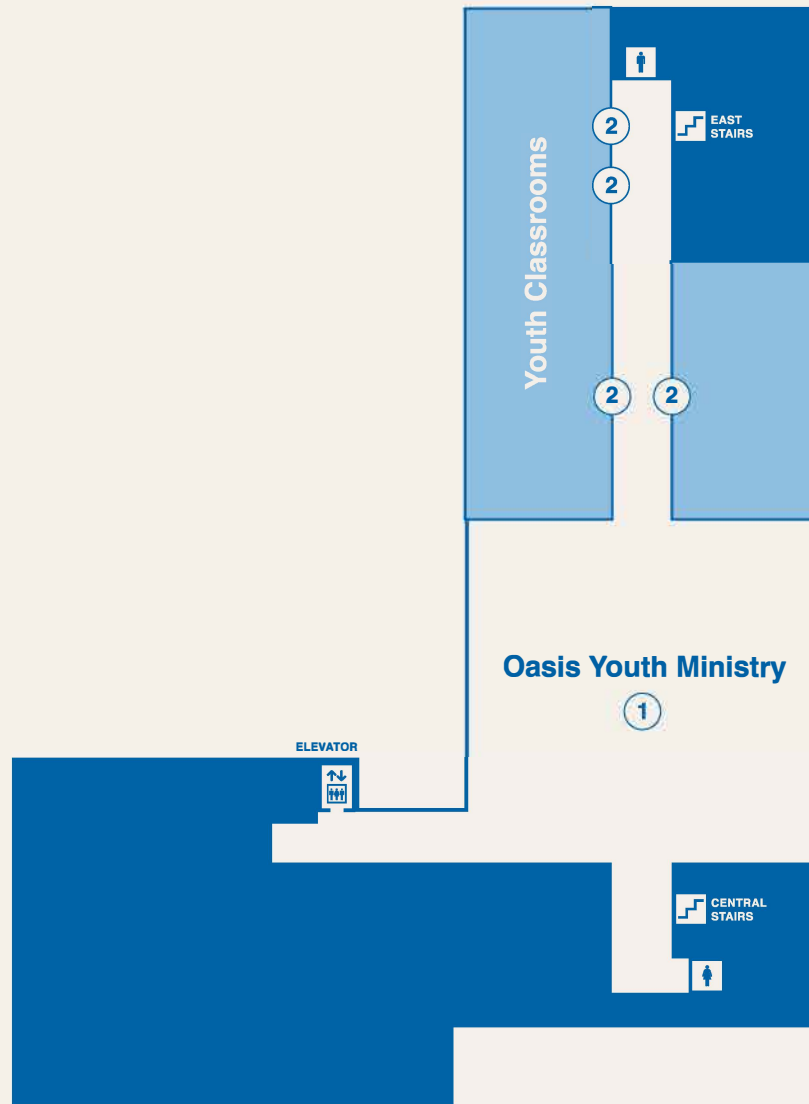 EAST
STAIRS
2
2
Youth Classrooms
2
2
Oasis Youth Ministry
1
ELEVATOR
CENTRAL
STAIRS